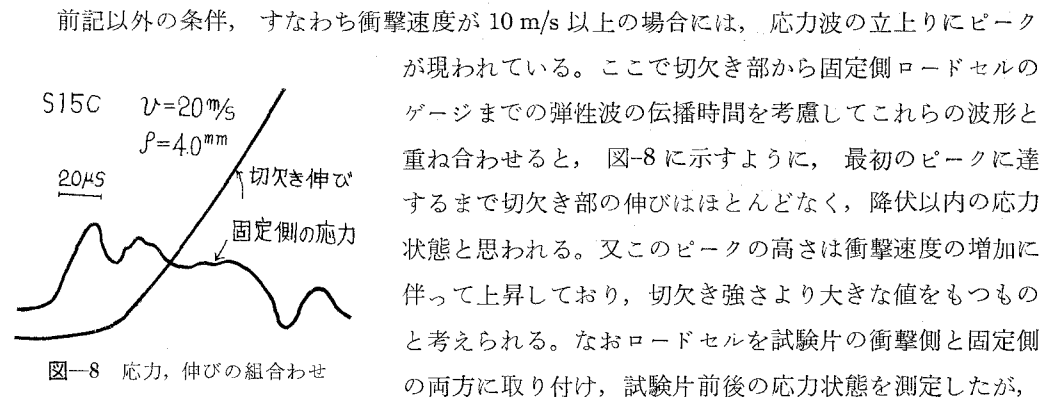 前記以外の条件， すなわち衝撃速度が 10 m/s 以上の場合には， 応力波の立上りにピーク
が現われている。ここで切欠き部から固定側ロードセルの
ゲージまでの弾性波の伝播時間を考慮してこれらの波形と
重ね合わせると， 図-8 に示すように， 最初のピークに達
するまで切欠き部の伸びはほとんどなく，降伏以内の応力
状態と思われる。又このピークの高さは衝撃速度の増加に
伴って上昇しており，切欠き強さより大きな値をもつもの
と考えられる。なおロードセルを試験片の衝撃側と固定側
の両方に取り付け，試験片前後の応力状態を測定したが，
S15C
υ=20m/s
ρ=4.0mm
20μs
切欠き伸び
固定側の応力
図—8 応力，伸びの組合わせ